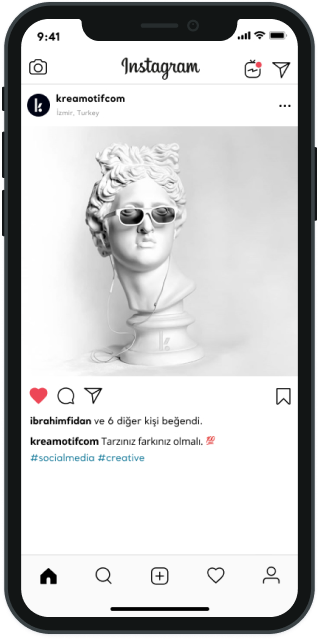 9:41
Instagram
kreamotifcom
İzmir, Turkey
ibrahimfidan ve 6 diğer kişi beğendi.
kreamotifcom Tarzınız farkınız olmalı. 💯
#socialmedia #creative